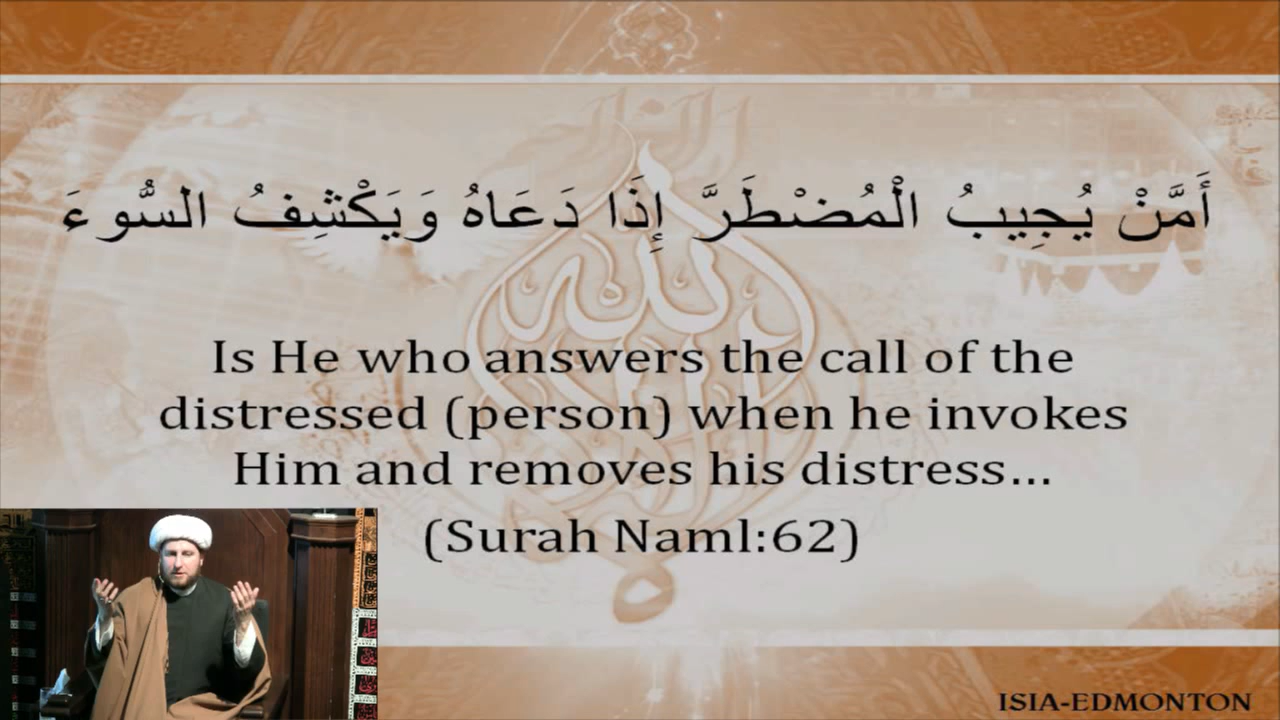 أَمَّنْ يُجِيبُ الْمُضْطَرَّ إِذَا دَعَاهُ وَيَكْشِفُ السُّوءَ
Is He who answers the call of the
distressed (person) when he invokes
Him and removes his distress...
(Surah Naml:62)
ISIA-EDMONTON